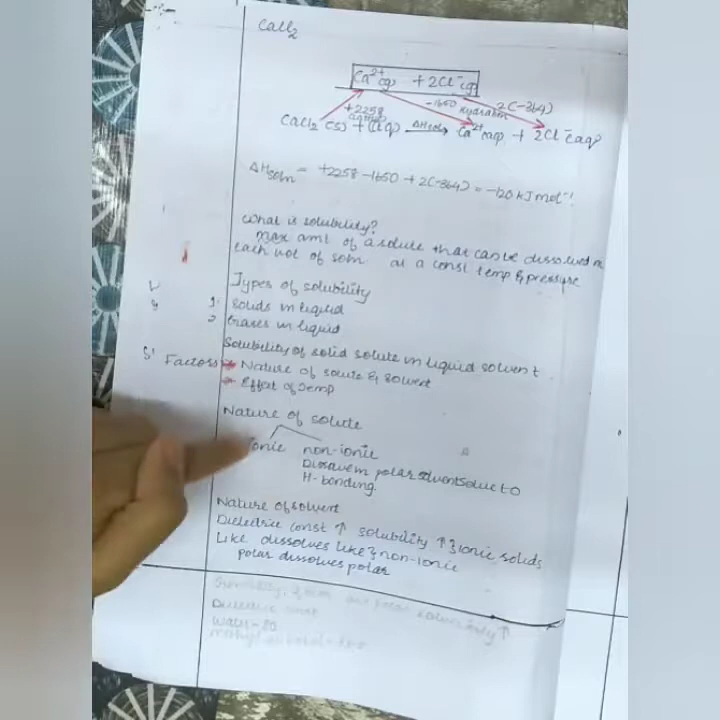 CaCl₂
Ca²⁺(g) + 2Cl⁻(g)
+2258 -1650 hydration 2(-364)
CaCl₂(s) + (aq) ΔHsoln → Ca²⁺(aq) + 2Cl⁻(aq)
ΔHsoln = +2258 -1650 + 2(-364) = -120 kJ mol⁻¹
What is solubility?
Max amt of a solute that can be dissolved
each vol of soln at a const temp & pressure
Types of solubility
1. Solids in liquid
2 Gases in liquid
Solubility of solid solute in liquid solvent
Factors → Nature of solute & solvent
→ Effect of Temp
Nature of solute
Ionic non-ionic
polar solvents due to
H-bonding
Nature of solvent
Dielectric const ↑ solubility ↑ } ionic solids
Like dissolves like } non-ionic
polar dissolves polar
Water = 80